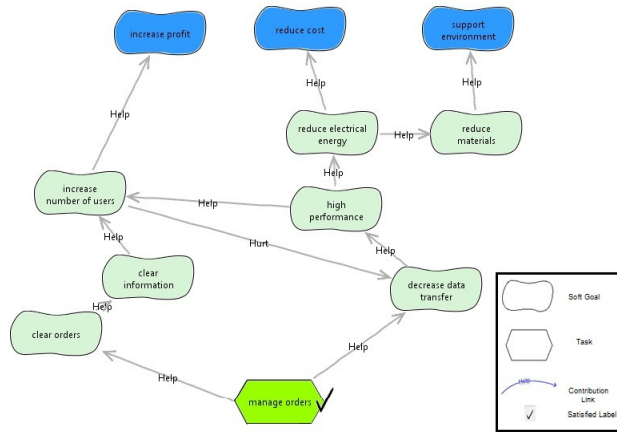 increase profit
reduce cost
support
environment
Help
Help
Help
reduce electrical
energy
Help
reduce
materials
Help
increase
number of users
Help
high
performance
Help
Hurt
Help
clear
information
decrease data
transfer
Help
clear orders
Help
Help
manage orders
Soft Goal
Task
Contribution
Link
Satisfied Label